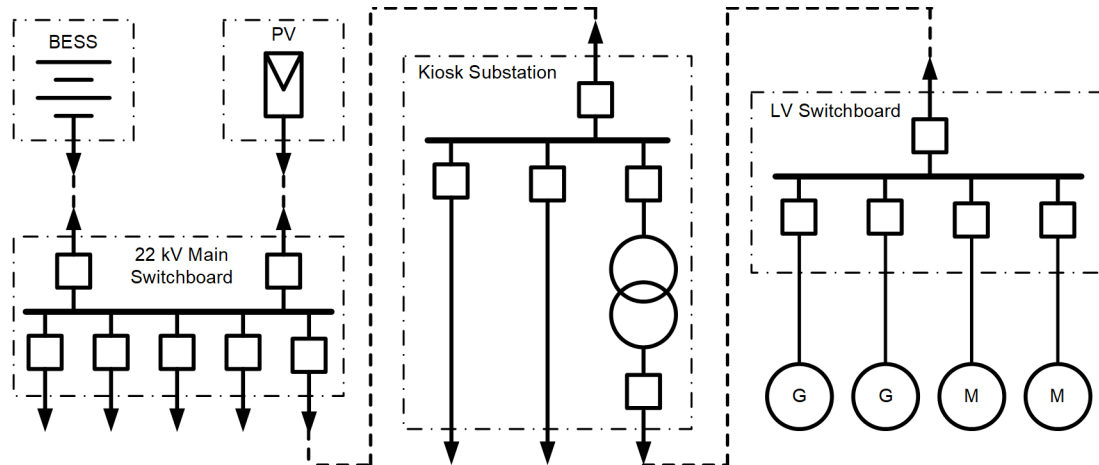 BESS
PV
Kiosk Substation
LV Switchboard
22 kV Main
Switchboard
G
G
M
M